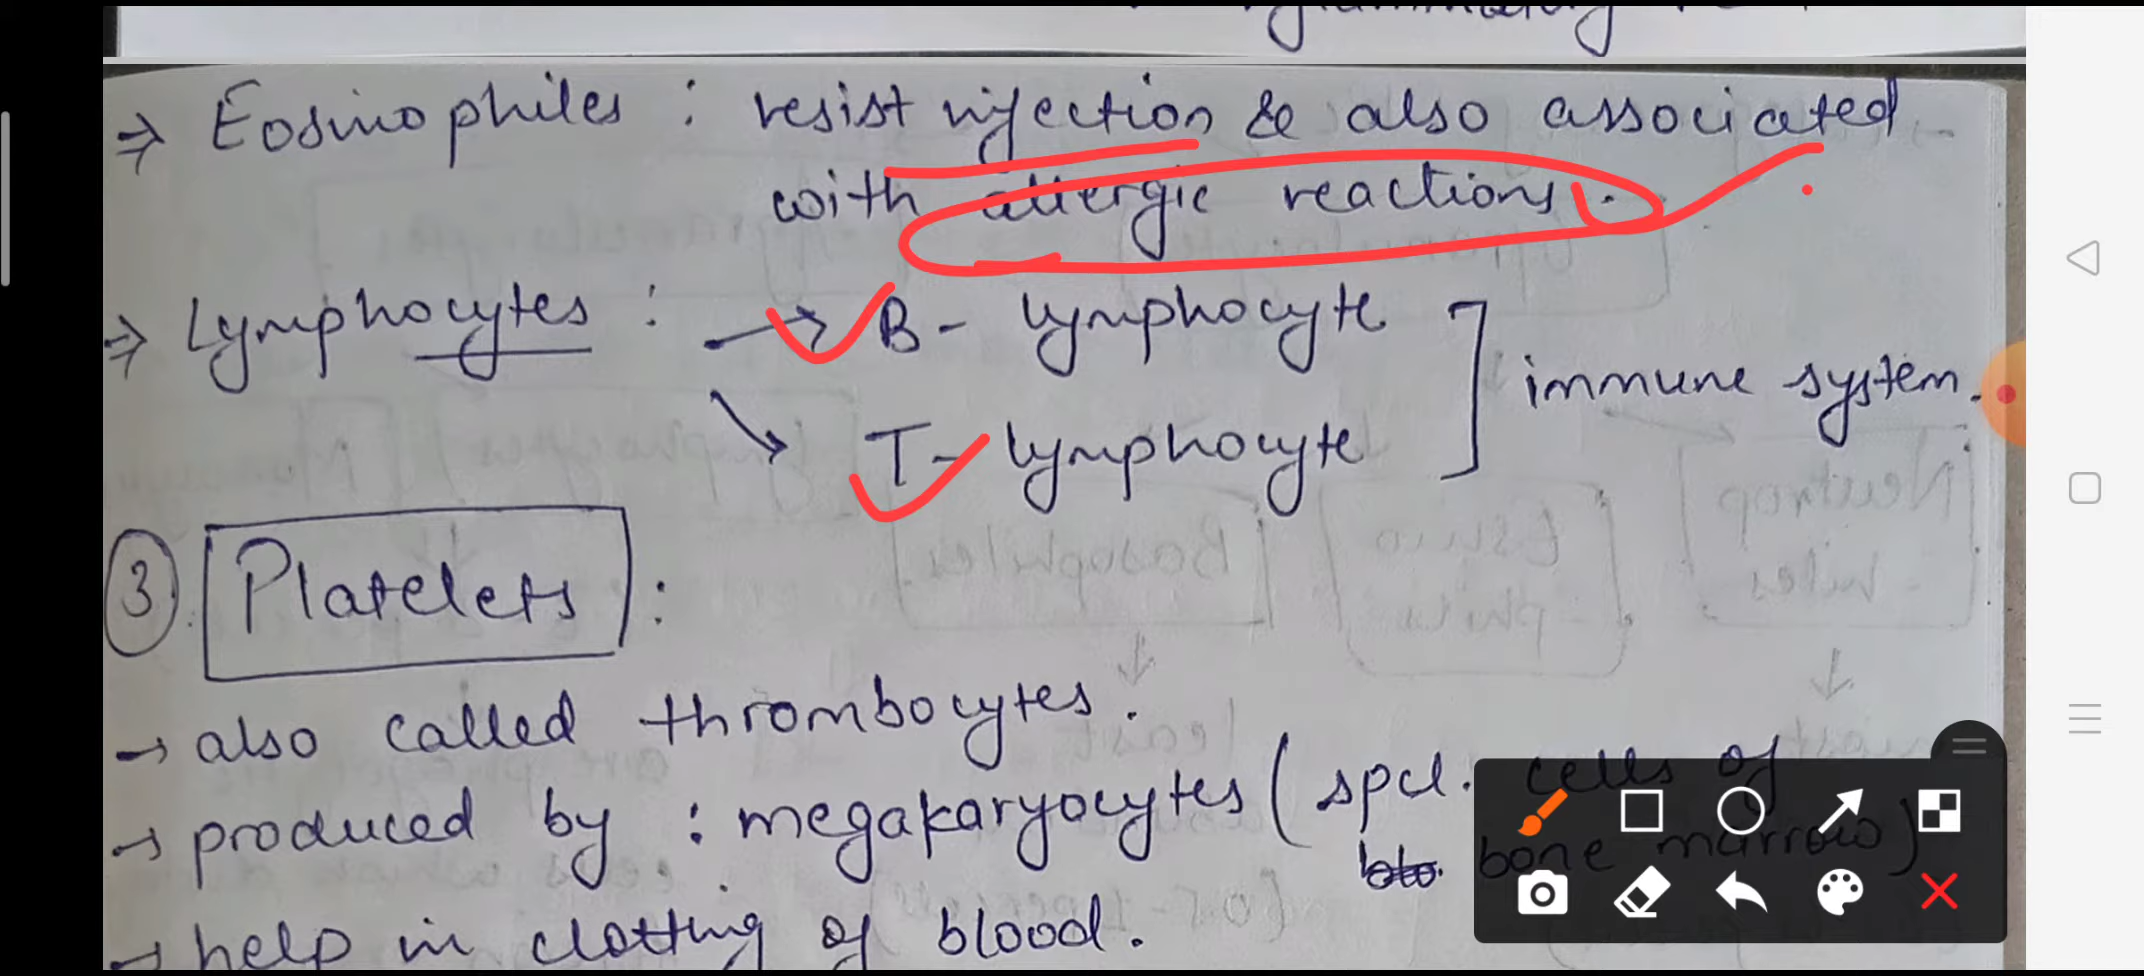 ⇒ Eosinophiles : resist infection & also associated
with allergic reactions.
⇒ Lymphocytes : → B- lymphocyte
immune system.
↘ T- lymphocyte
③ Platelets :
→ also called thrombocytes.
→ produced by : megakaryocytes ( spcl. cells of
bone marrow)
→ help in clotting of blood.